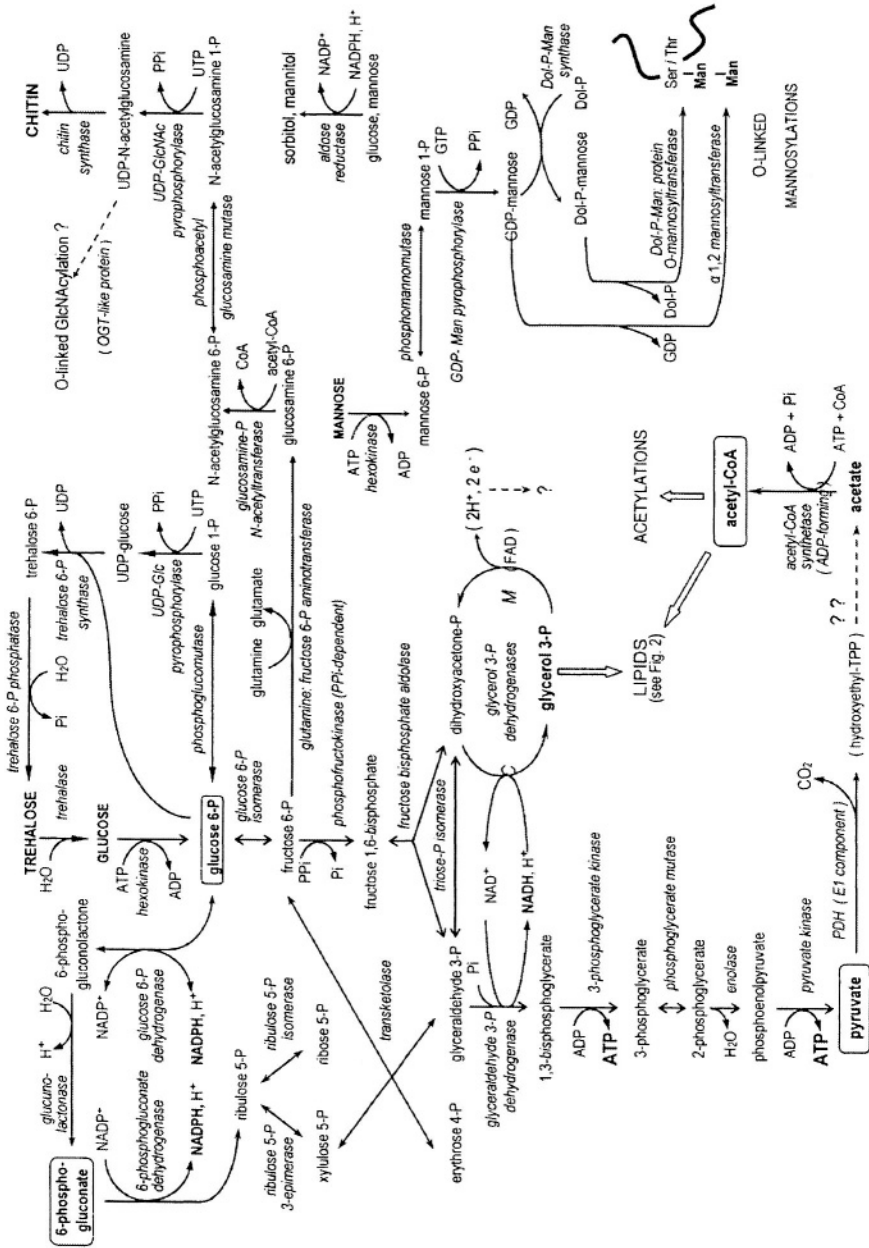 6-phospho-
gluconate
glucuno-
lactonase
H⁺
H₂O
6-phospho-
gluconolactone
NADP⁺
6-phosphogluconate
dehydrogenase
NADPH, H⁺
NADP⁺
glucose 6-P
dehydrogenase
NADPH, H⁺
ribulose 5-P
ribulose 5-P
3-epimerase
ribulose 5-P
isomerase
xylulose 5-P
ribose 5-P
transketolase
erythrose 4-P
TREHALOSE
H₂O
trehalase
GLUCOSE
ATP
hexokinase
ADP
glucose 6-P
trehalose 6-P phosphatase
Pi
H₂O
trehalose 6-P
trehalose 6-P
synthase
UDP
UDP-glucose
UDP-Glc
pyrophosphorylase
PPi
UTP
phosphoglucomutase
glucose 1-P
glucose 6-P
isomerase
fructose 6-P
glutamine
glutamate
glutamine: fructose 6-P aminotransferase
PPi
Pi
phosphofructokinase (PPi-dependent)
fructose 1,6-bisphosphate
fructose bisphosphate aldolase
triose-P isomerase
glyceraldehyde 3-P
dihydroxyacetone-P
Pi
NAD⁺
NADH, H⁺
C
glycerol 3-P
dehydrogenases
M
( FAD )
( 2H⁺, 2 e⁻ )
?
glycerol 3-P
glyceraldehyde 3-P
dehydrogenase
1,3-bisphosphoglycerate
ADP
ATP
3-phosphoglycerate kinase
3-phosphoglycerate
phosphoglycerate mutase
2-phosphoglycerate
H₂O
enolase
phosphoenolpyruvate
ADP
ATP
pyruvate kinase
pyruvate
PDH ( E1 component )
CO₂
( hydroxyethyl-TPP )
? ?
acetate
LIPIDS
(see Fig. 2)
ACETYLATIONS
acetyl-CoA
acetyl-CoA
synthetase
( ADP-forming )
ADP + Pi
ATP + CoA
O-linked GlcNAcylation ?
( OGT-like protein )
CHITIN
chitin
synthase
UDP
UDP-N-acetylglucosamine
UDP-GlcNAc
pyrophosphorylase
PPi
UTP
N-acetylglucosamine 6-P
phosphoacetyl
glucosamine mutase
N-acetylglucosamine 1-P
glucosamine-P
N-acetyltransferase
CoA
acetyl-CoA
glucosamine 6-P
sorbitol, mannitol
aldose
reductase
NADP⁺
NADPH, H⁺
glucose, mannose
MANNOSE
ATP
hexokinase
ADP
mannose 6-P
phosphomannomutase
mannose 1-P
GDP- Man pyrophosphorylase
GTP
PPi
GDP-mannose
GDP
Dol-P-Man
synthase
Dol-P-mannose
Dol-P
Dol-P
Dol-P-Man: protein
O-mannosyltransferase
GDP
α1,2 mannosyltransferase
Ser / Thr
Man
Man
O-LINKED
MANNOSYLATIONS